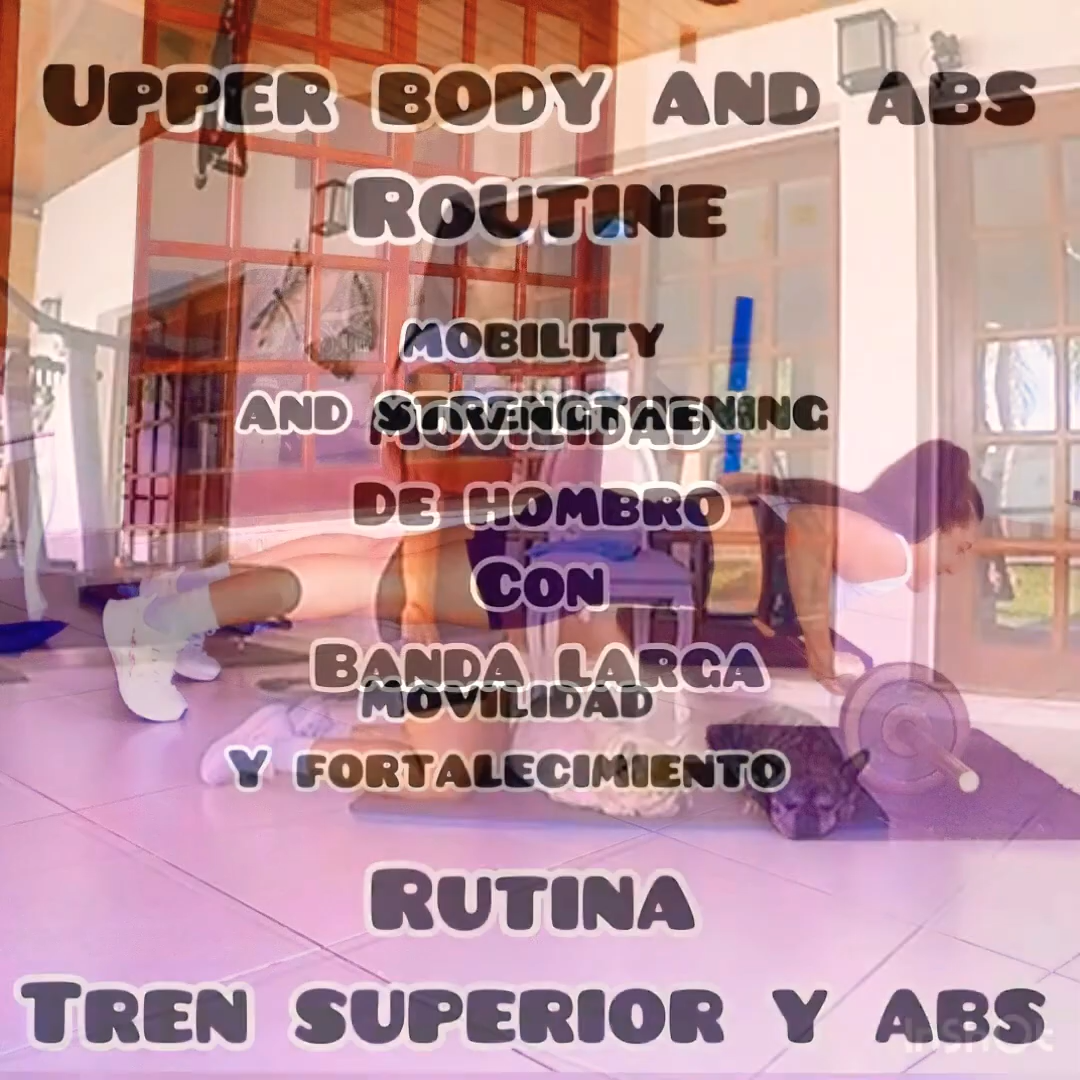 Upper body and abs
Routine
mobility
and strengthening
Movilidad
De hombro
Con
Banda larga
movilidad
y fortalecimiento
Rutina
Tren superior y abs
InShOt